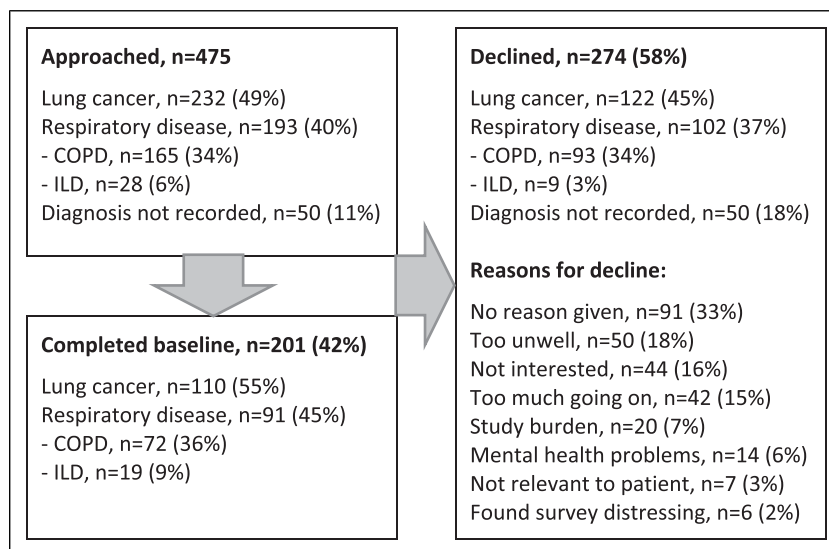 Approached, n=475
Lung cancer, n=232 (49%)
Respiratory disease, n=193 (40%)
- COPD, n=165 (34%)
- ILD, n=28 (6%)
Diagnosis not recorded, n=50 (11%)
Completed baseline, n=201 (42%)
Lung cancer, n=110 (55%)
Respiratory disease, n=91 (45%)
- COPD, n=72 (36%)
- ILD, n=19 (9%)
Declined, n=274 (58%)
Lung cancer, n=122 (45%)
Respiratory disease, n=102 (37%)
- COPD, n=93 (34%)
- ILD, n=9 (3%)
Diagnosis not recorded, n=50 (18%)
Reasons for decline:
No reason given, n=91 (33%)
Too unwell, n=50 (18%)
Not interested, n=44 (16%)
Too much going on, n=42 (15%)
Study burden, n=20 (7%)
Mental health problems, n=14 (6%)
Not relevant to patient, n=7 (3%)
Found survey distressing, n=6 (2%)